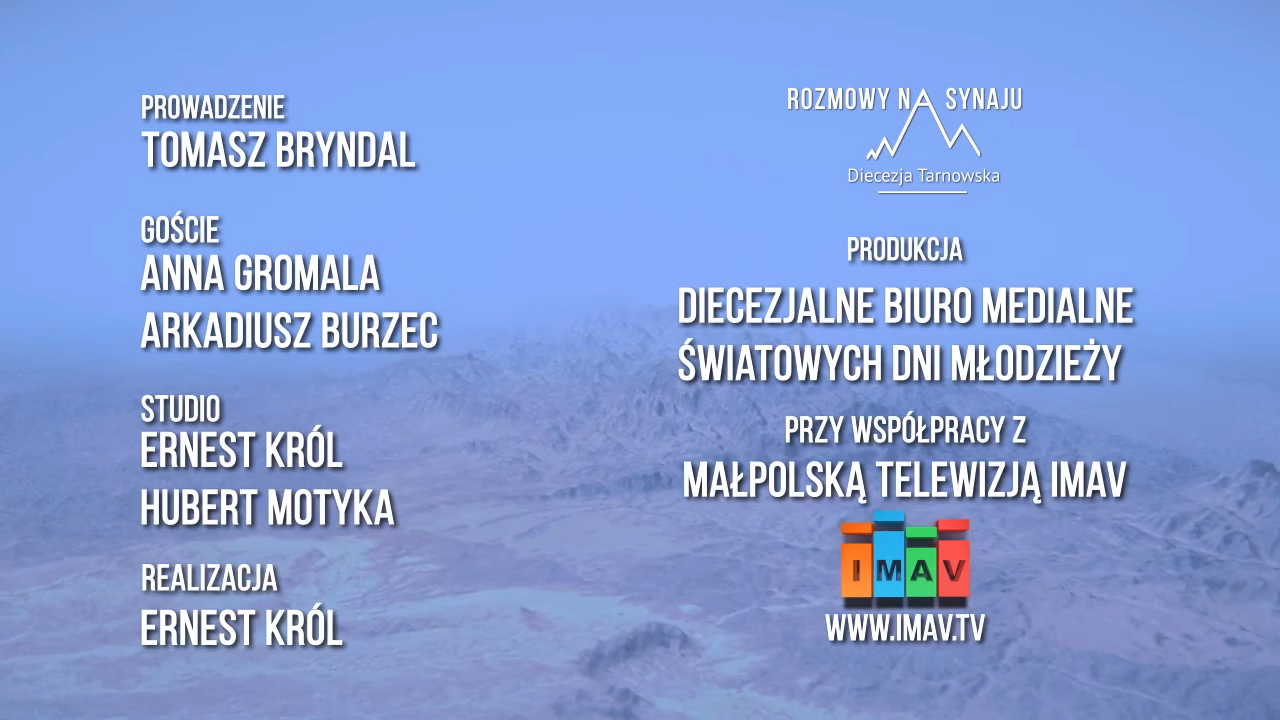 PROWADZENIE
TOMASZ BRYNDAL
GOŚCIE
ANNA GROMALA
ARKADIUSZ BURZEC
STUDIO
ERNEST KRÓL
HUBERT MOTYKA
REALIZACJA
ERNEST KRÓL
ROZMOWY NA SYNAJU
Diecezja Tarnowska
PRODUKCJA
DIECEZJALNE BIURO MEDIALNE
ŚWIATOWYCH DNI MŁODZIEŻY
PRZY WSPÓŁPRACY Z
MAŁPOLSKĄ TELEWIZJĄ IMAV
IMAV
WWW.IMAV.TV